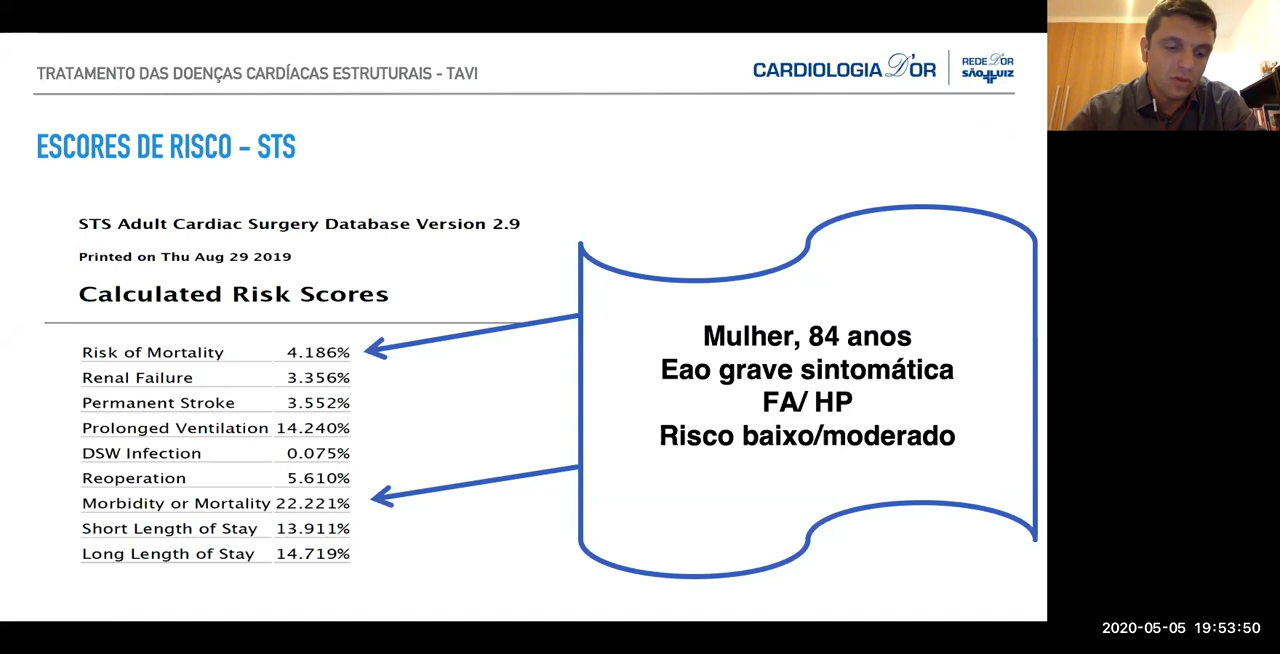 TRATAMENTO DAS DOENÇAS CARDÍACAS ESTRUTURAIS - TAVI
CARDIOLOGIA D'OR
REDE D'OR
SÃO LUIZ
ESCORES DE RISCO – STS
STS Adult Cardiac Surgery Database Version 2.9
Printed on Thu Aug 29 2019
Calculated Risk Scores
Risk of Mortality 4.186%
Renal Failure 3.356%
Permanent Stroke 3.552%
Prolonged Ventilation 14.240%
DSW Infection 0.075%
Reoperation 5.610%
Morbidity or Mortality 22.221%
Short Length of Stay 13.911%
Long Length of Stay 14.719%
Mulher, 84 anos
Eao grave sintomática
FA/ HP
Risco baixo/moderado
2020-05-05 19:53:50